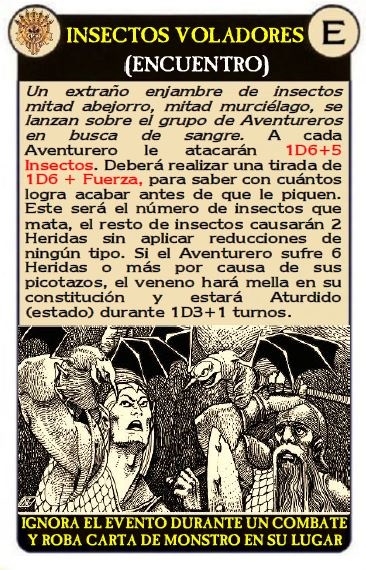 INSECTOS VOLADORES
E
(ENCUENTRO)
Un extraño enjambre de insectos
mitad abejorro, mitad murciélago, se
lanzan sobre el grupo de Aventureros
en busca de sangre. A cada
Aventurero le atacarán 1D6+5
Insectos. Deberá realizar una tirada de
1D6 + Fuerza, para saber con cuántos
logra acabar antes de que le piquen.
Este será el número de insectos que
mata, el resto de insectos causarán 2
Heridas sin aplicar reducciones de
ningún tipo. Si el Aventurero sufre 6
Heridas o más por causa de sus
picotazos, el veneno hará mella en su
constitución y estará Aturdido
(estado) durante 1D3+1 turnos.
IGNORA EL EVENTO DURANTE UN COMBATE
Y ROBA CARTA DE MONSTRO EN SU LUGAR